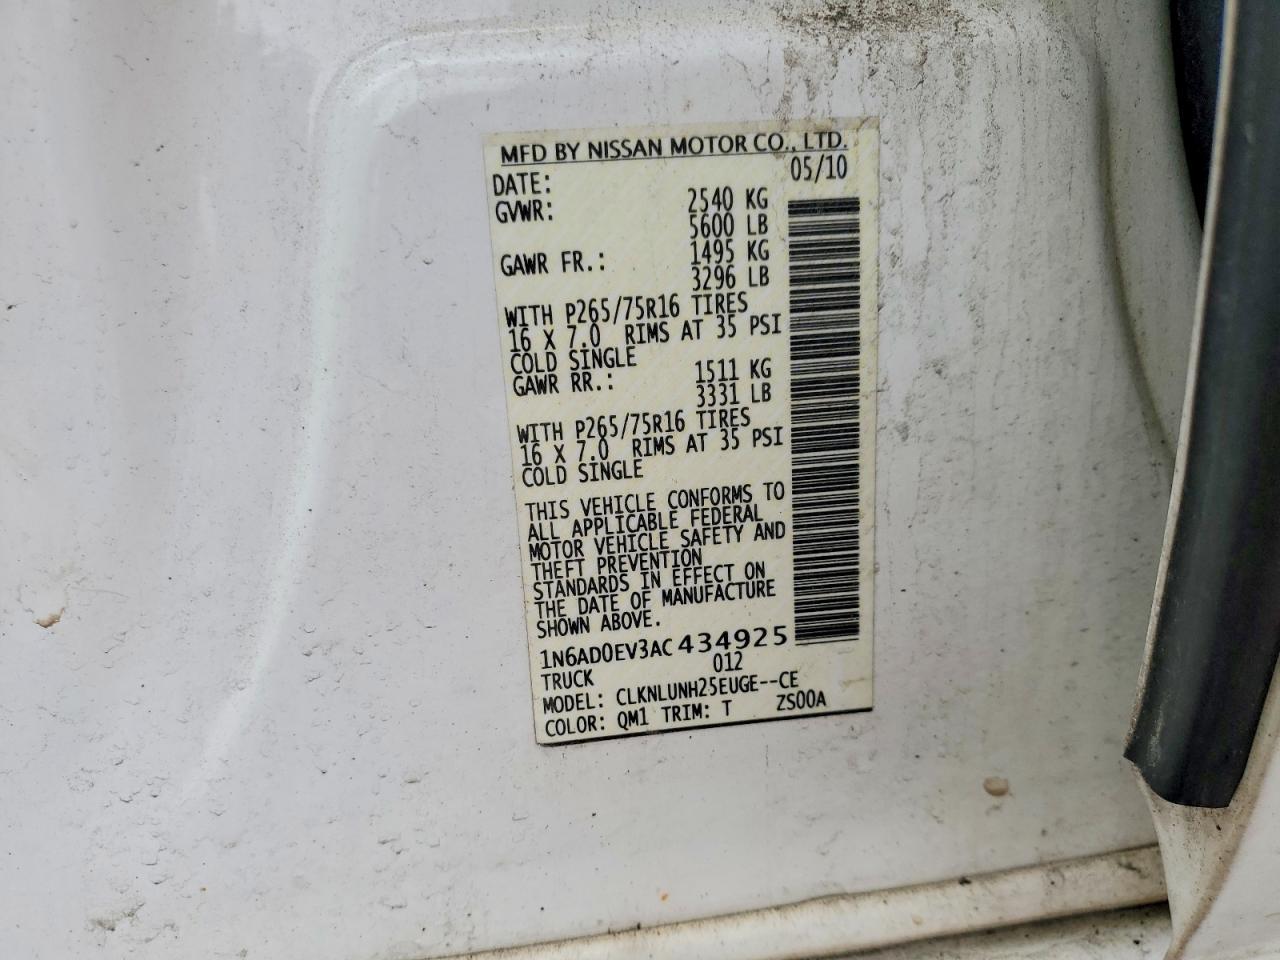 MFD BY NISSAN MOTOR CO., LTD.
DATE: 05/10
GVWR: 2540 KG
5600 LB
GAWR FR.: 1495 KG
3296 LB
WITH P265/75R16 TIRES
16 X 7.0 RIMS AT 35 PSI
COLD SINGLE
GAWR RR.: 1511 KG
3331 LB
WITH P265/75R16 TIRES
16 X 7.0 RIMS AT 35 PSI
COLD SINGLE
THIS VEHICLE CONFORMS TO
ALL APPLICABLE FEDERAL
MOTOR VEHICLE SAFETY AND
THEFT PREVENTION
STANDARDS IN EFFECT ON
THE DATE OF MANUFACTURE
SHOWN ABOVE.
1N6AD0EV3AC 434925
TRUCK 012
MODEL: CLKNLUNH25EUGE--CE
COLOR: QM1 TRIM: T ZS00A